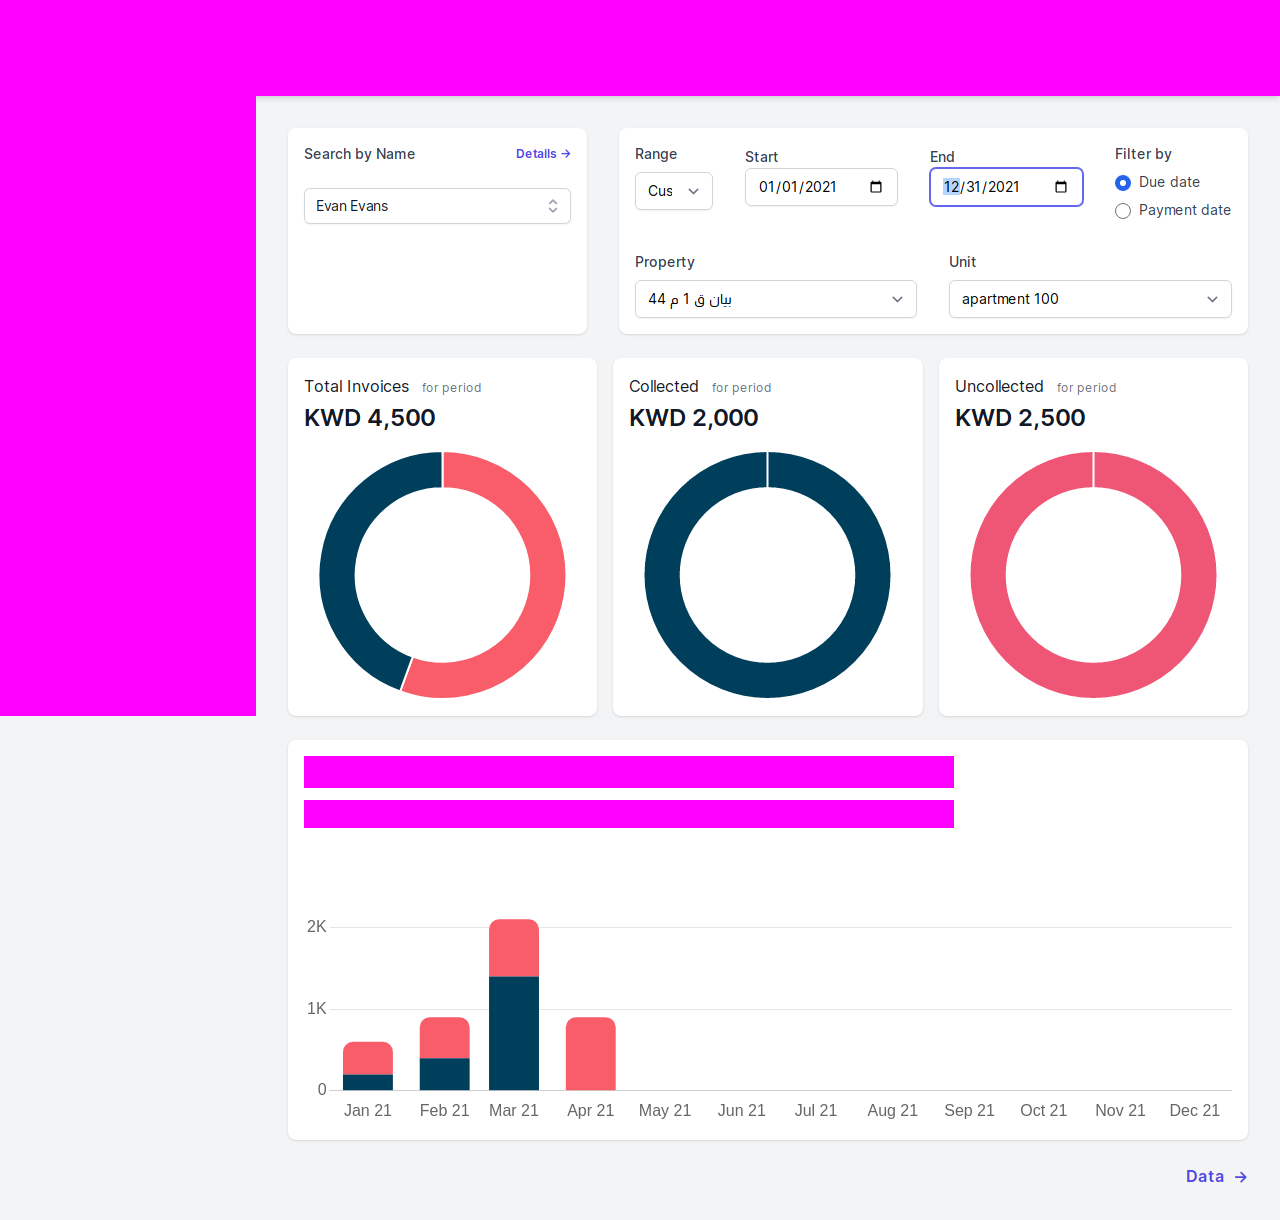 Search by Name Details →
Evan Evans
Range Start End Filter by
Cus 01/01/2021 12/31/2021 Due date
Payment date
Property Unit
بيان ق 1 م 44 apartment 100
Total Invoices for period
KWD 4,500
Collected for period
KWD 2,000
Uncollected for period
KWD 2,500
2K
1K
0
Jan 21 Feb 21 Mar 21 Apr 21 May 21 Jun 21 Jul 21 Aug 21 Sep 21 Oct 21 Nov 21 Dec 21
Data →